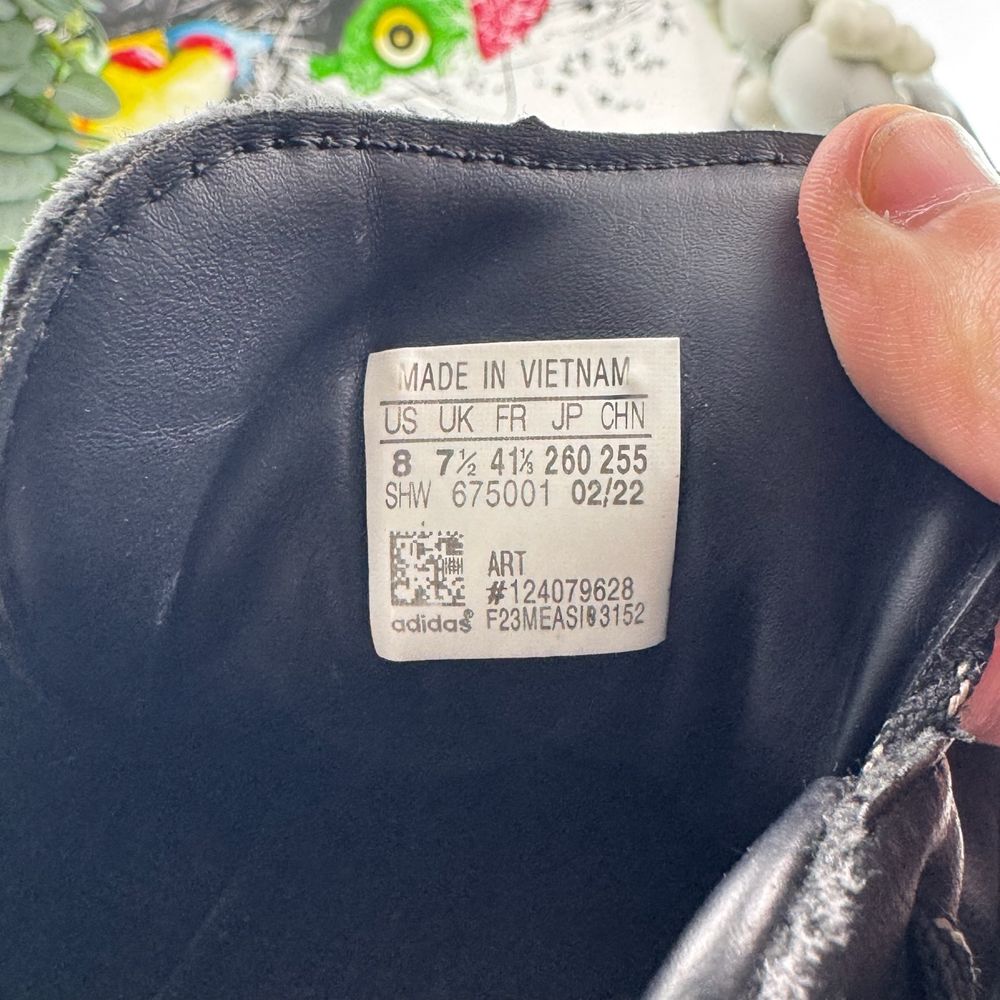 MADE IN VIETNAM
US UK FR JP CHN
8 7½ 41⅓ 260 255
SHW 675001 02/22
ART
#124079628
adidas® F23MEASI03152